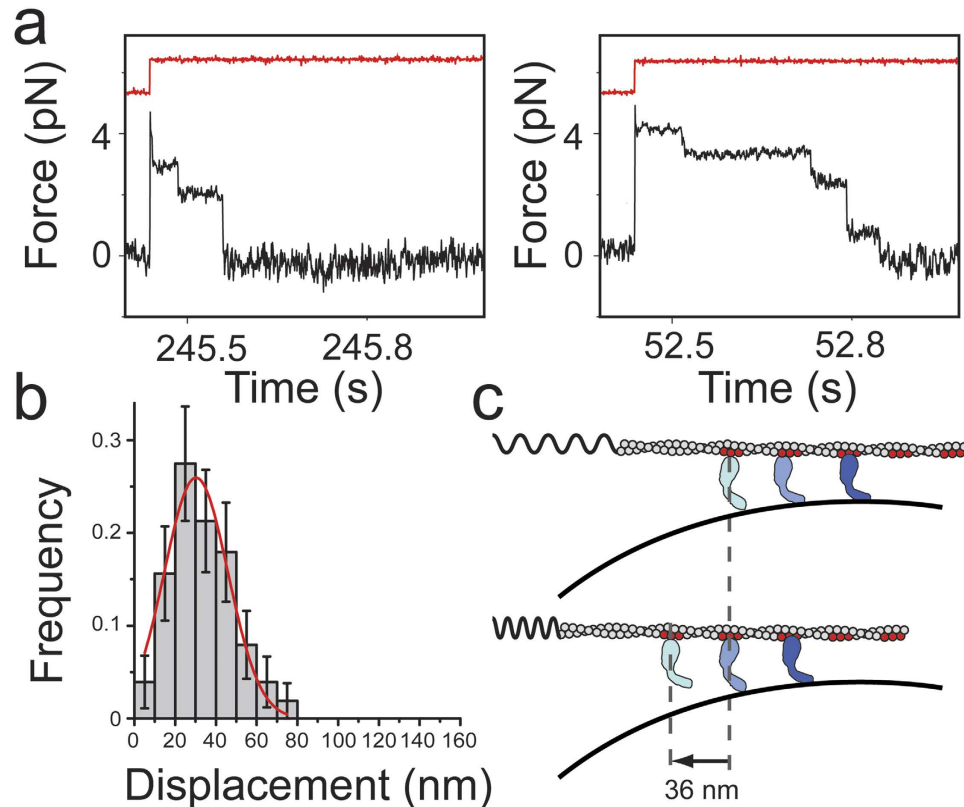 a
Force (pN)
4
0
245.5 245.8
Time (s)
Force (pN)
4
0
52.5 52.8
Time (s)
b
Frequency
0.3
0.2
0.1
0
0 20 40 60 80 100 120 140 160
Displacement (nm)
c
36 nm